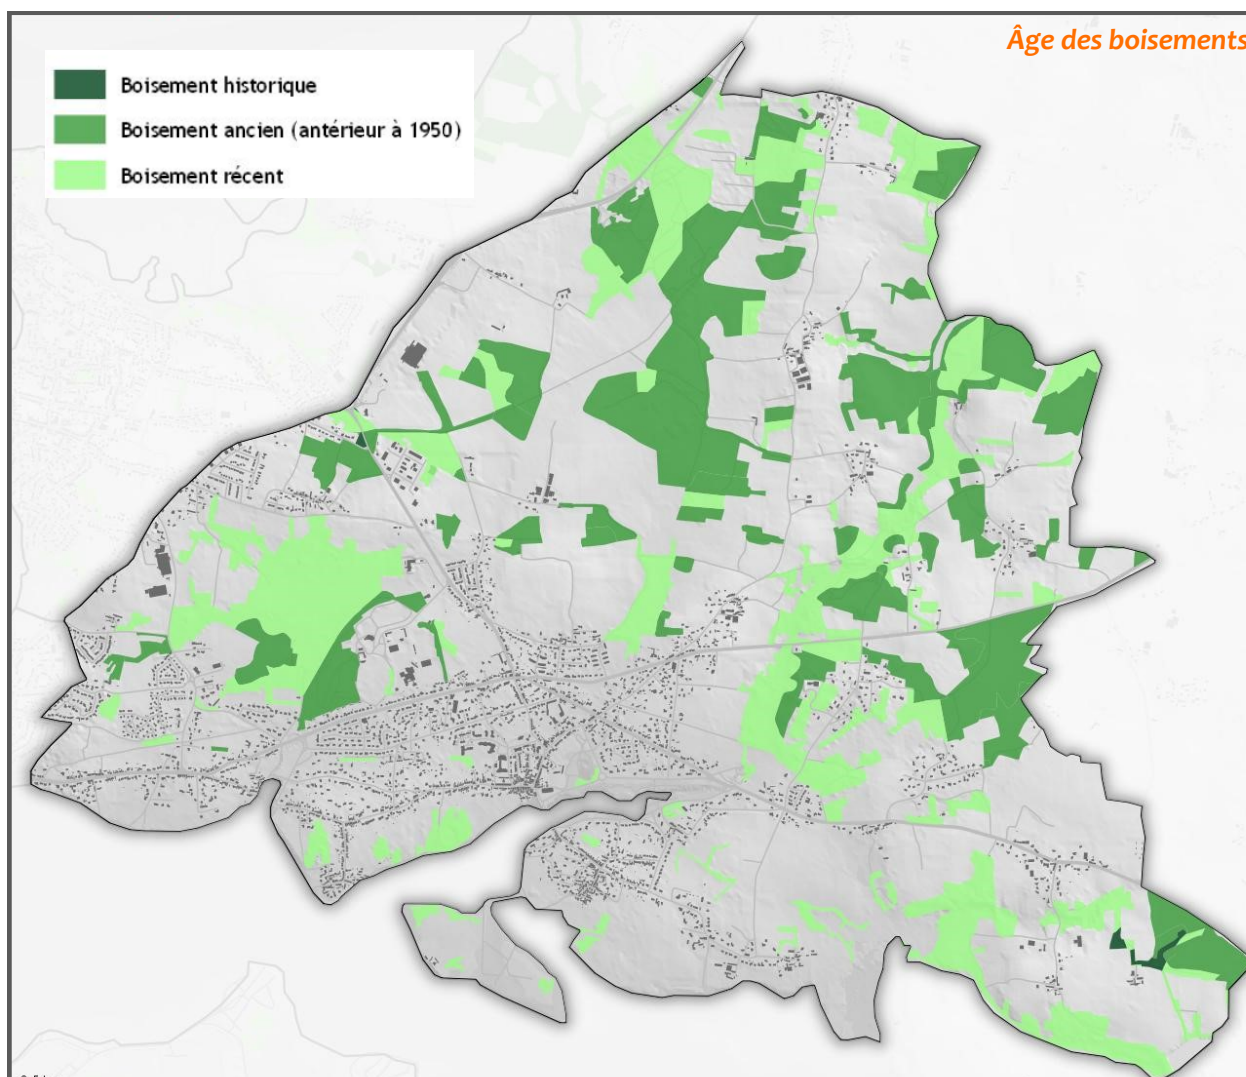 Âge des boisements
Boisement historique
Boisement ancien (antérieur à 1950)
Boisement récent